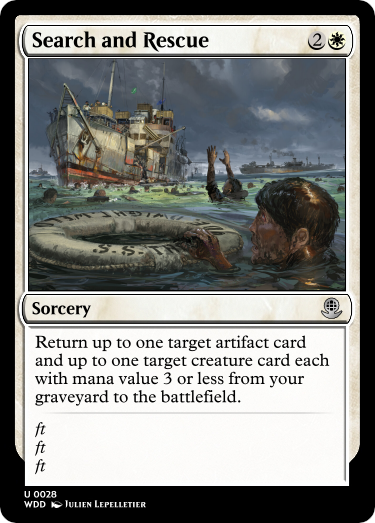 Search and Rescue 2
Sorcery
Return up to one target artifact card
and up to one target creature card each
with mana value 3 or less from your
graveyard to the battlefield.
ft
ft
ft
U 0028
WDD Julien Lepelletier